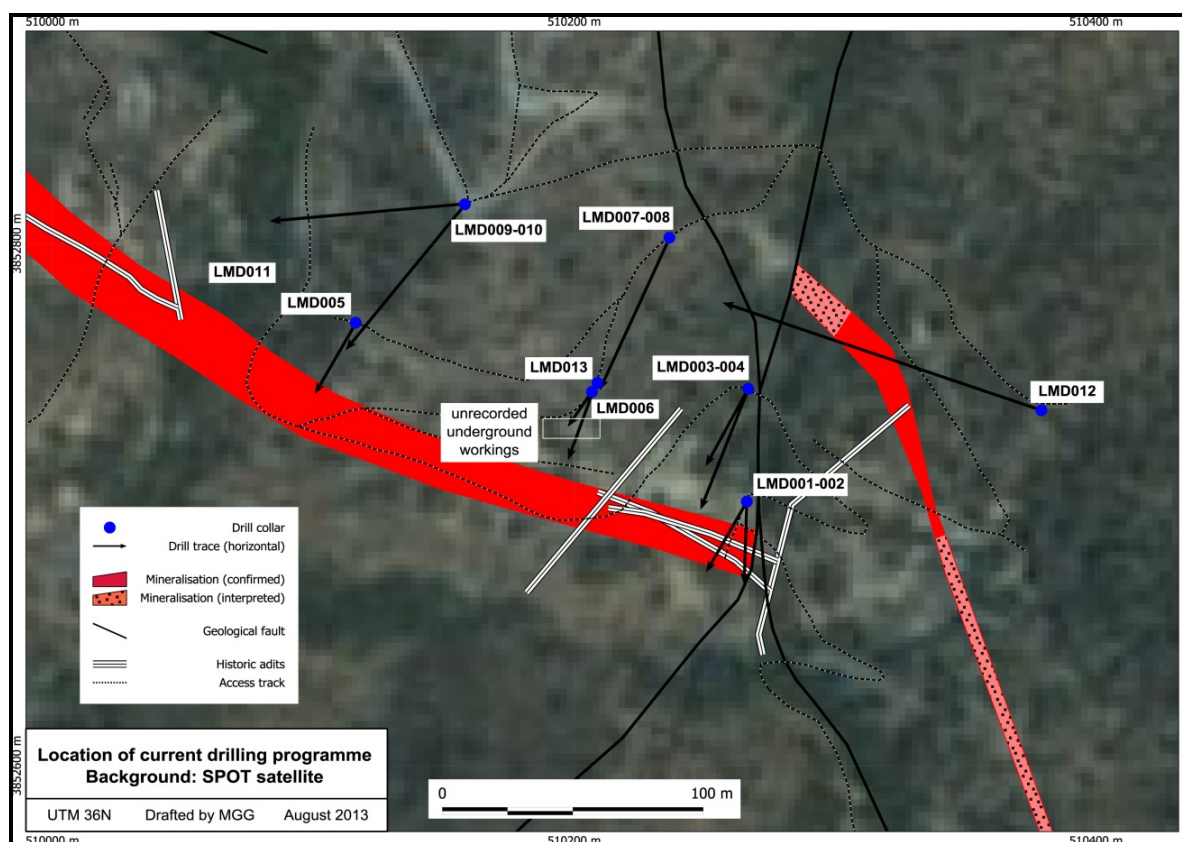 510000 m
510200 m
510400 m
3852800 m
LMD009-010
LMD007-008
LMD011
LMD005
LMD013
LMD003-004
LMD012
LMD006
unrecorded
underground
workings
LMD001-002
Drill collar
Drill trace (horizontal)
Mineralisation (confirmed)
Mineralisation (interpreted)
Geological fault
Historic adits
Access track
3852600 m
Location of current drilling programme
Background: SPOT satellite
UTM 36N Drafted by MGG August 2013
0 100 m
510000 m
510200 m
510400 m